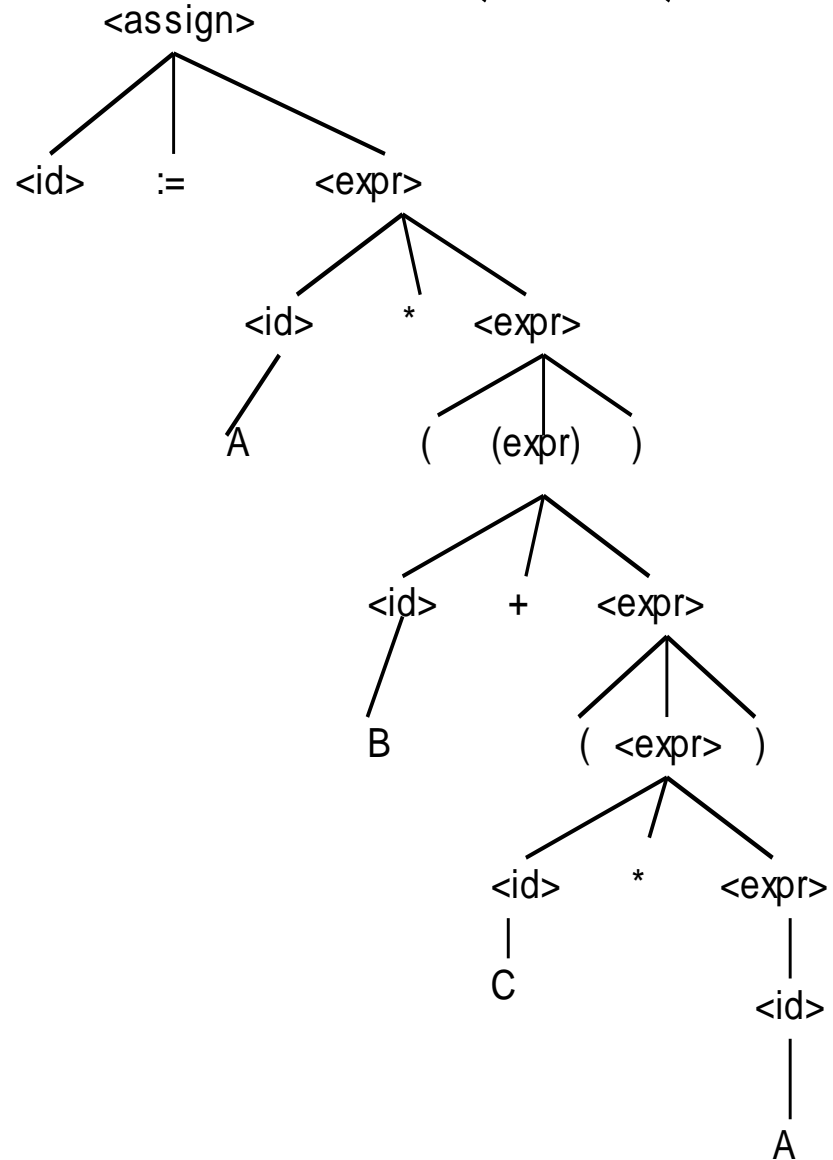 <assign>
<id> := <expr>
<id> * <expr>
A ( (expr) )
<id> + <expr>
B ( <expr> )
<id> * <expr>
C
<id>
A